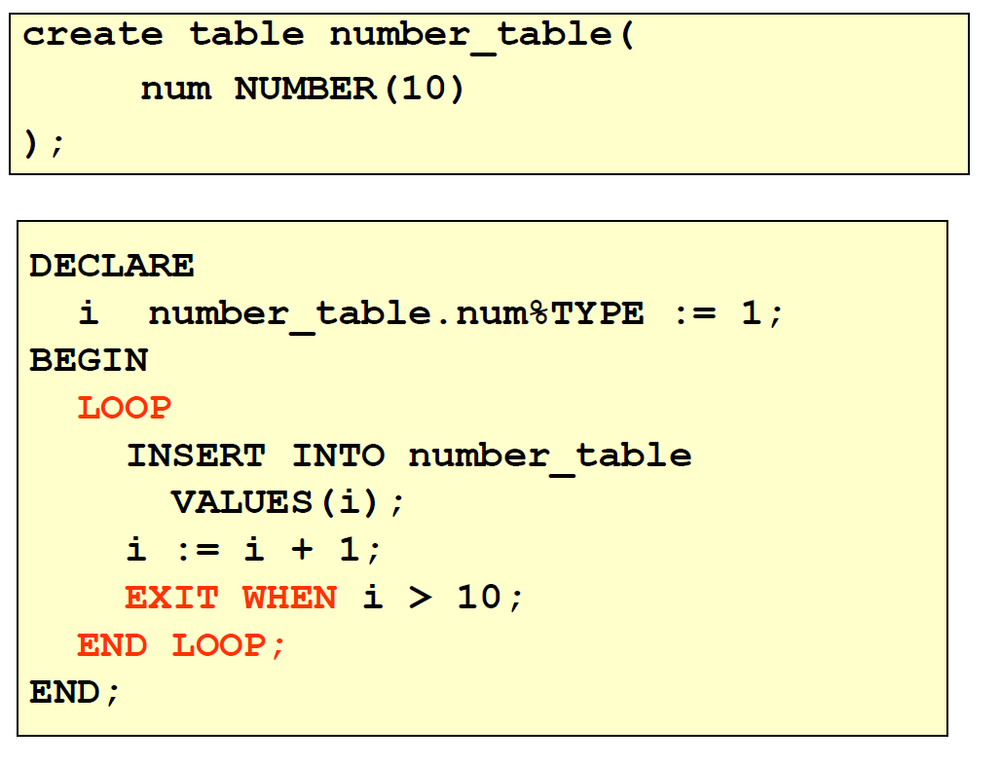 create table number_table(
num NUMBER(10)
);
DECLARE
i number_table.num%TYPE := 1;
BEGIN
LOOP
INSERT INTO number_table
VALUES(i);
i := i + 1;
EXIT WHEN i > 10;
END LOOP;
END;